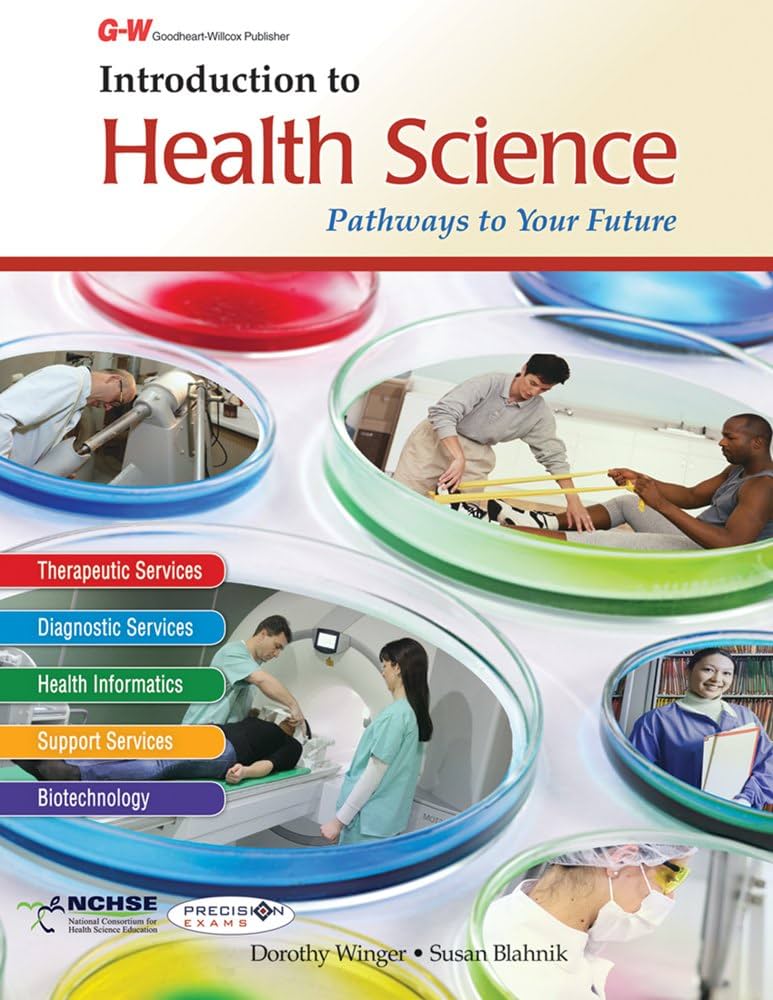 G-W Goodheart-Willcox Publisher
Introduction to
Health Science
Pathways to Your Future
Therapeutic Services
Diagnostic Services
Health Informatics
Support Services
Biotechnology
NCHSE
National Consortium for
Health Science Education
PRECISION
EXAMS
Dorothy Winger • Susan Blahnik